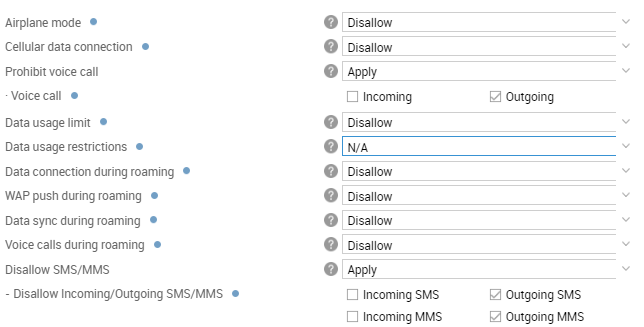 Airplane mode ? Disallow
Cellular data connection ? Disallow
Prohibit voice call ? Apply
· Voice call Incoming Outgoing
Data usage limit ? Disallow
Data usage restrictions ? N/A
Data connection during roaming ? Disallow
WAP push during roaming ? Disallow
Data sync during roaming ? Disallow
Voice calls during roaming ? Disallow
Disallow SMS/MMS ? Apply
- Disallow Incoming/Outgoing SMS/MMS Incoming SMS Outgoing SMS
Incoming MMS Outgoing MMS